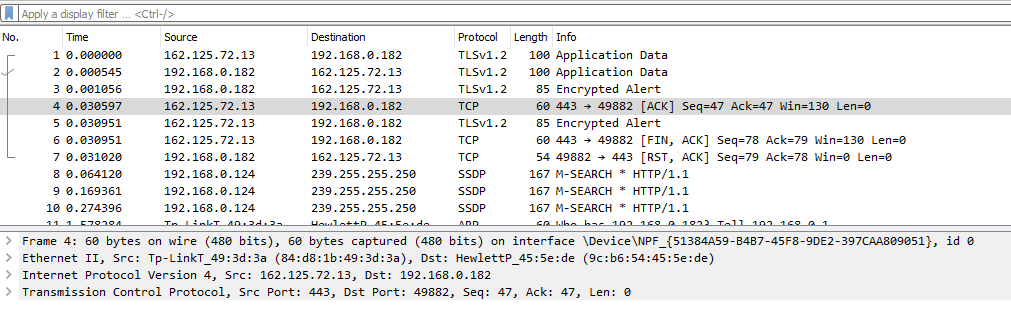 Apply a display filter ... <Ctrl-/>
No. Time Source Destination Protocol Length Info
1 0.000000 162.125.72.13 192.168.0.182 TLSv1.2 100 Application Data
2 0.000545 192.168.0.182 162.125.72.13 TLSv1.2 100 Application Data
3 0.001056 192.168.0.182 162.125.72.13 TLSv1.2 85 Encrypted Alert
4 0.030597 162.125.72.13 192.168.0.182 TCP 60 443 → 49882 [ACK] Seq=47 Ack=47 Win=130 Len=0
5 0.030951 162.125.72.13 192.168.0.182 TLSv1.2 85 Encrypted Alert
6 0.030951 162.125.72.13 192.168.0.182 TCP 60 443 → 49882 [FIN, ACK] Seq=78 Ack=79 Win=130 Len=0
7 0.031020 192.168.0.182 162.125.72.13 TCP 54 49882 → 443 [RST, ACK] Seq=79 Ack=78 Win=0 Len=0
8 0.064120 192.168.0.124 239.255.255.250 SSDP 167 M-SEARCH * HTTP/1.1
9 0.169361 192.168.0.124 239.255.255.250 SSDP 167 M-SEARCH * HTTP/1.1
10 0.274396 192.168.0.124 239.255.255.250 SSDP 167 M-SEARCH * HTTP/1.1
11 1.578284 Tp-LinkT_49:3d:3a HewlettP_45:5e:de ARP 60 Who has 192.168.0.182? Tell 192.168.0.1
Frame 4: 60 bytes on wire (480 bits), 60 bytes captured (480 bits) on interface \Device\NPF_{51384A59-B4B7-45F8-9DE2-397CAA809051}, id 0
Ethernet II, Src: Tp-LinkT_49:3d:3a (84:d8:1b:49:3d:3a), Dst: HewlettP_45:5e:de (9c:b6:54:45:5e:de)
Internet Protocol Version 4, Src: 162.125.72.13, Dst: 192.168.0.182
Transmission Control Protocol, Src Port: 443, Dst Port: 49882, Seq: 47, Ack: 47, Len: 0